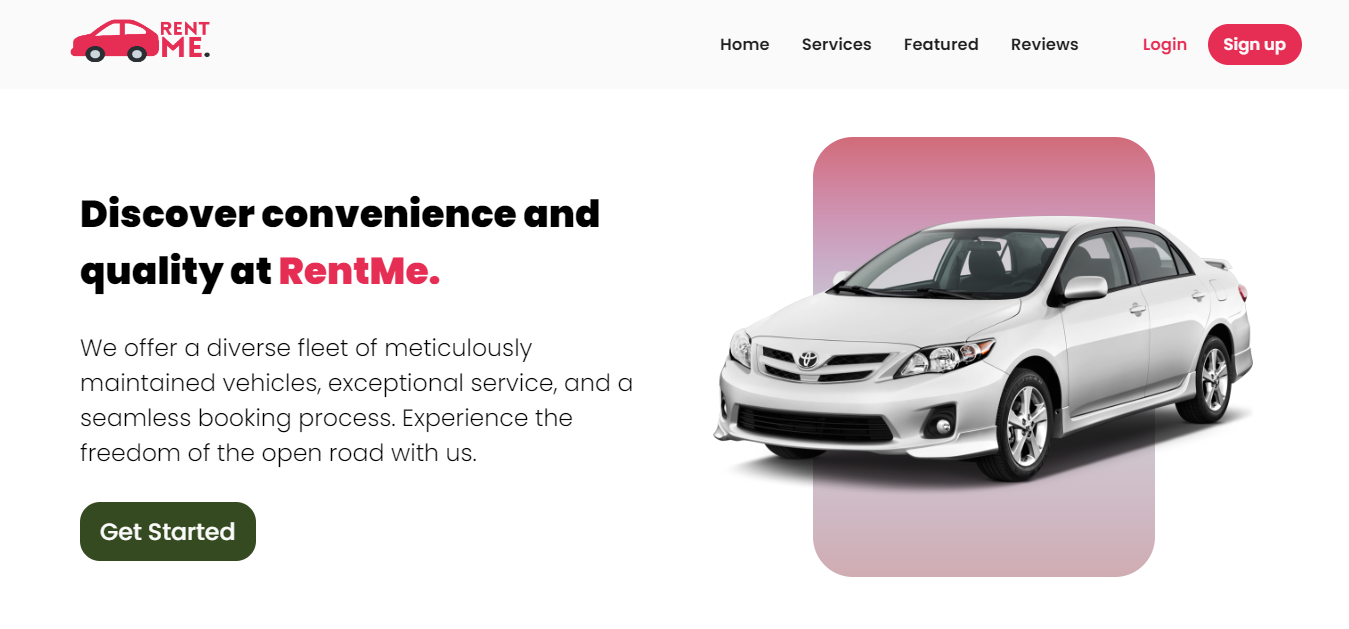 RENT
ME.
Home Services Featured Reviews Login Sign up
Discover convenience and
quality at RentMe.
We offer a diverse fleet of meticulously
maintained vehicles, exceptional service, and a
seamless booking process. Experience the
freedom of the open road with us.
Get Started